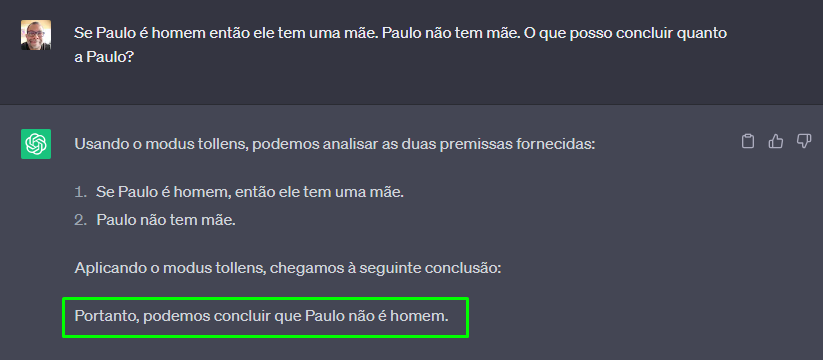 Se Paulo é homem então ele tem uma mãe. Paulo não tem mãe. O que posso concluir quanto
a Paulo?
Usando o modus tollens, podemos analisar as duas premissas fornecidas:
1. Se Paulo é homem, então ele tem uma mãe.
2. Paulo não tem mãe.
Aplicando o modus tollens, chegamos à seguinte conclusão:
Portanto, podemos concluir que Paulo não é homem.